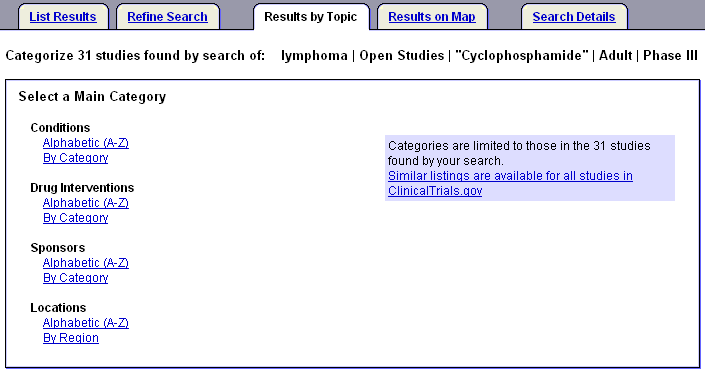 List Results Refine Search Results by Topic Results on Map Search Details
Categorize 31 studies found by search of: lymphoma | Open Studies | "Cyclophosphamide" | Adult | Phase III
Select a Main Category
Conditions
Alphabetic (A-Z)
By Category
Drug Interventions
Alphabetic (A-Z)
By Category
Sponsors
Alphabetic (A-Z)
By Category
Locations
Alphabetic (A-Z)
By Region
Categories are limited to those in the 31 studies
found by your search.
Similar listings are available for all studies in
ClinicalTrials.gov